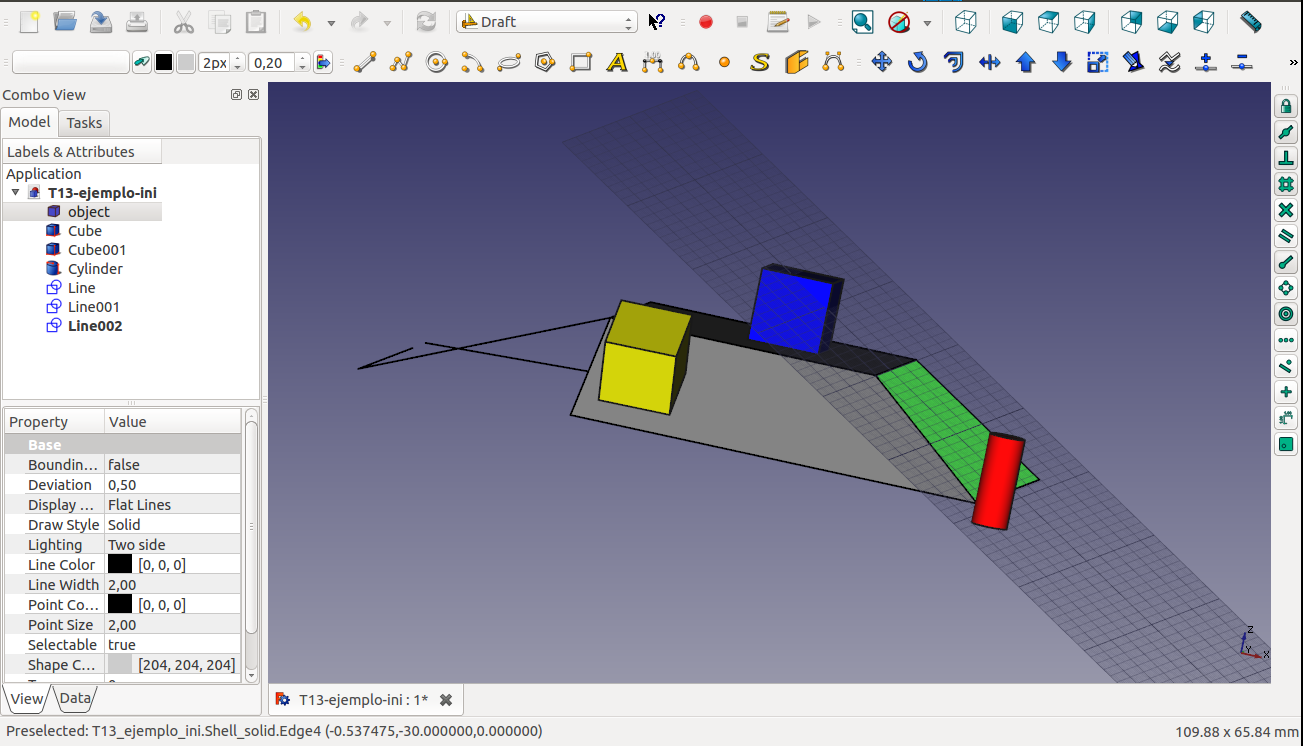 Draft
2px
0,20
»
Combo View
Model
Tasks
Labels & Attributes
Application
T13-ejemplo-ini
object
Cube
Cube001
Cylinder
Line
Line001
Line002
Property Value
Base
Boundin... false
Deviation 0,50
Display ... Flat Lines
Draw Style Solid
Lighting Two side
Line Color [0, 0, 0]
Line Width 2,00
Point Co... [0, 0, 0]
Point Size 2,00
Selectable true
Shape C... [204, 204, 204]
View
Data
Z
Y
X
T13-ejemplo-ini : 1*
Preselected: T13_ejemplo_ini.Shell_solid.Edge4 (-0.537475,-30.000000,0.000000)
109.88 x 65.84 mm